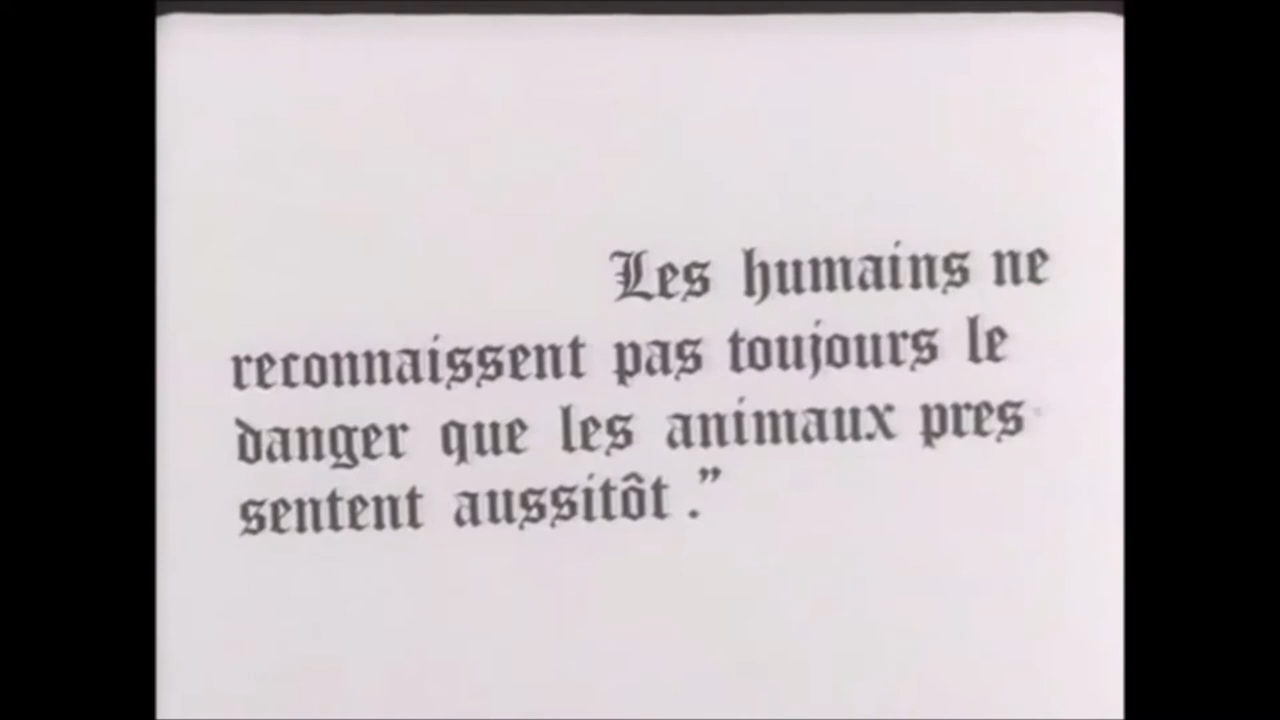 Les humains ne
reconnaissent pas toujours le
danger que les animaux pres
sentent aussitôt.”